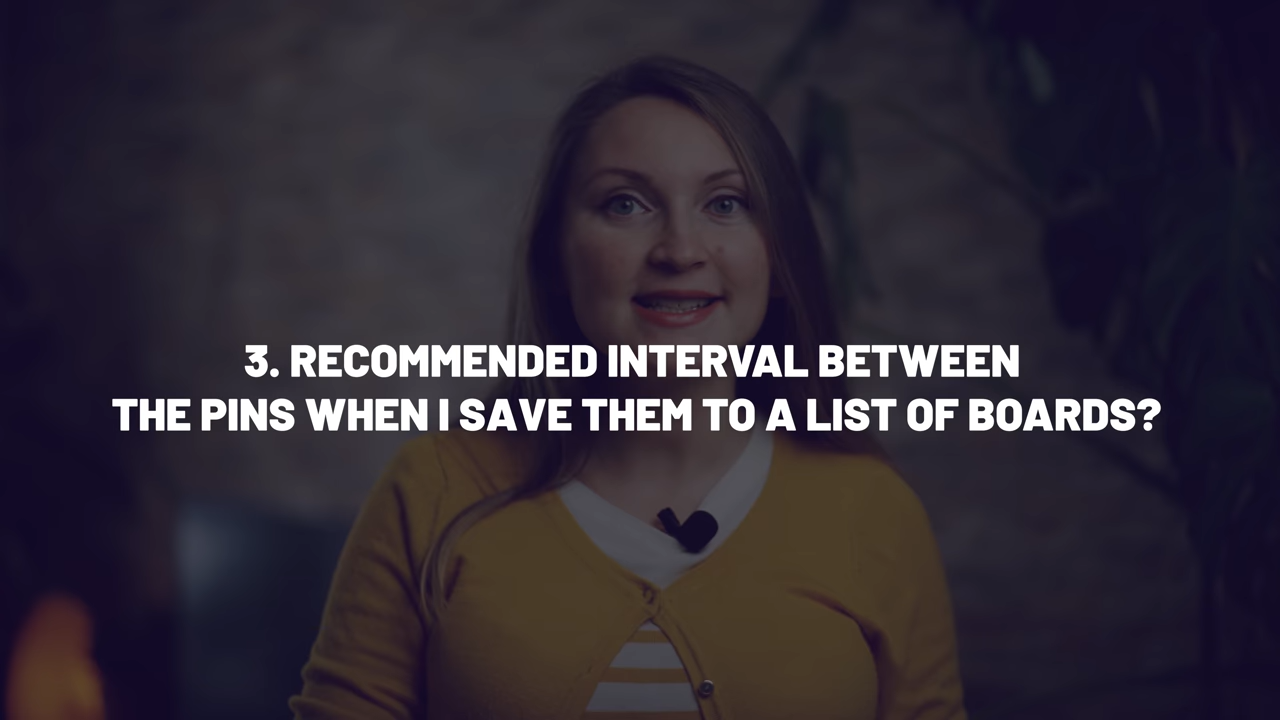 3. RECOMMENDED INTERVAL BETWEEN
THE PINS WHEN I SAVE THEM TO A LIST OF BOARDS?